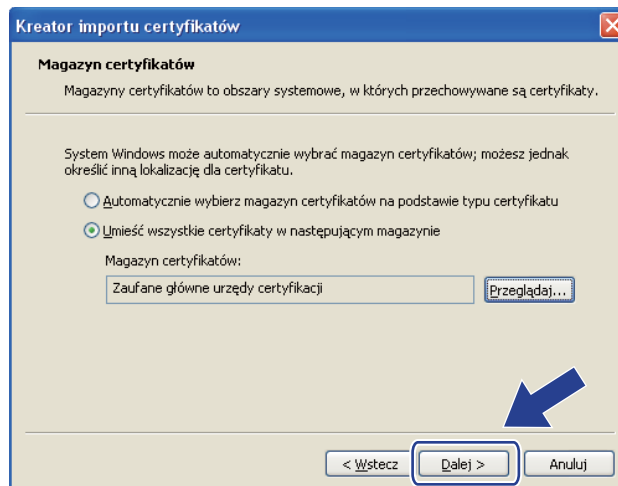 Kreator importu certyfikatów
Magazyn certyfikatów
Magazyny certyfikatów to obszary systemowe, w których przechowywane są certyfikaty.
System Windows może automatycznie wybrać magazyn certyfikatów; możesz jednak
określić inną lokalizację dla certyfikatu.
Automatycznie wybierz magazyn certyfikatów na podstawie typu certyfikatu
Umieść wszystkie certyfikaty w następującym magazynie
Magazyn certyfikatów:
Zaufane główne urzędy certyfikacji
Przeglądaj...
< Wstecz
Dalej >
Anuluj